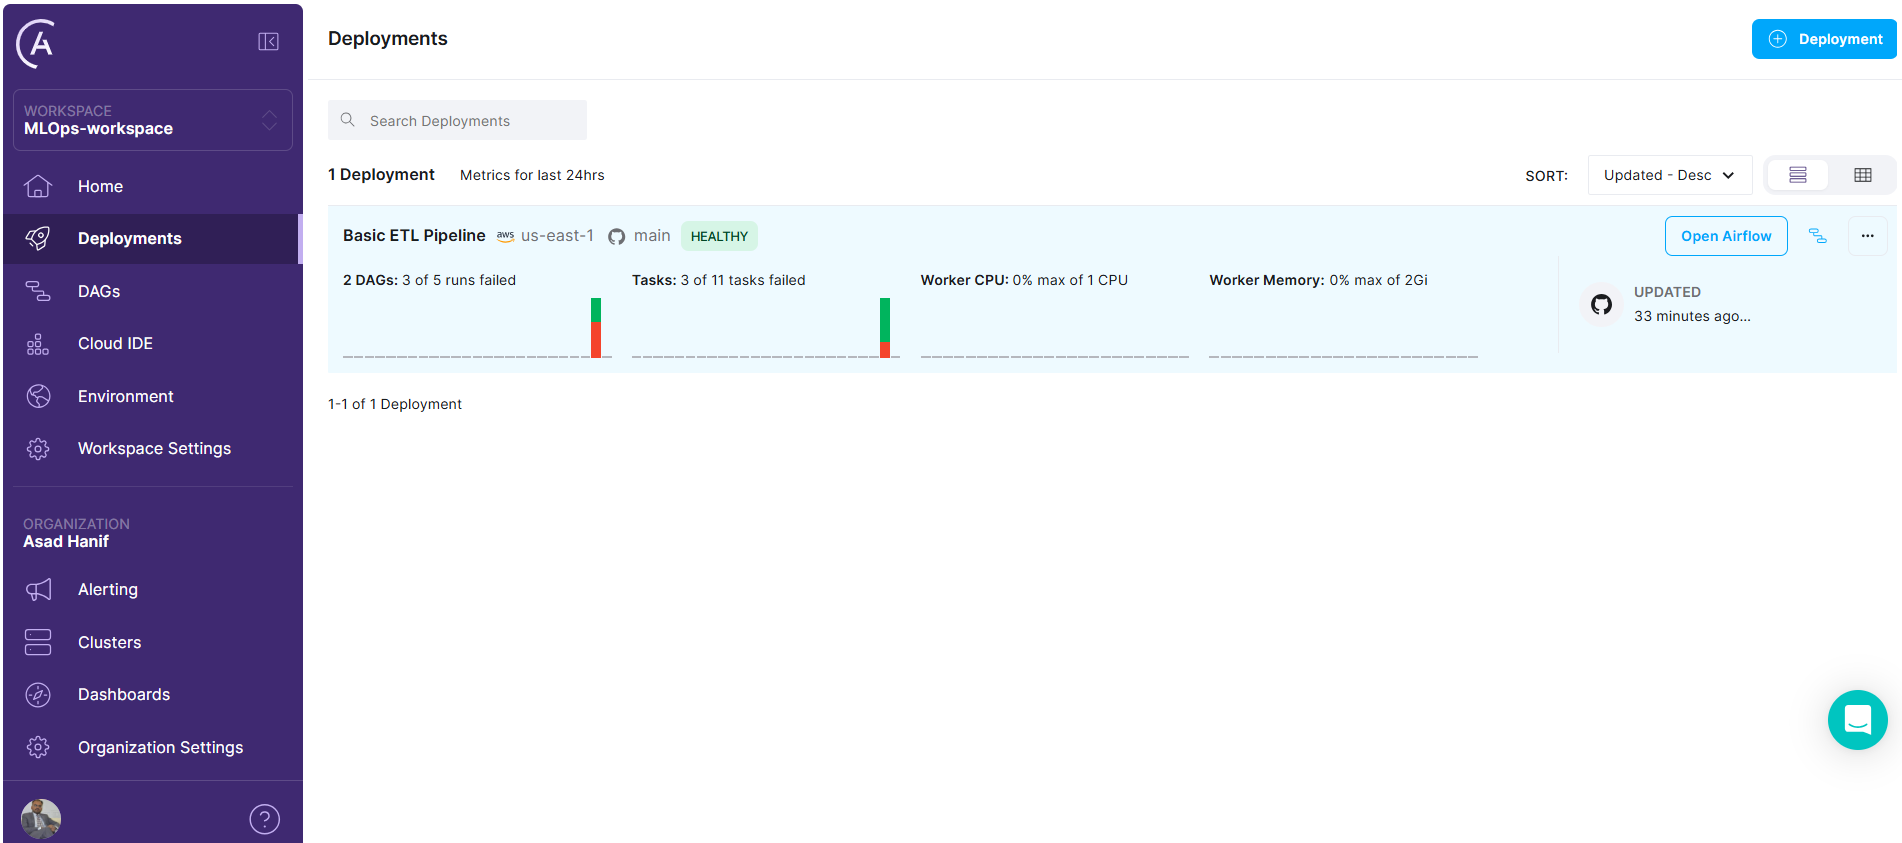 WORKSPACE
MLOps-workspace
Home
Deployments
DAGs
Cloud IDE
Environment
Workspace Settings
ORGANIZATION
Asad Hanif
Alerting
Clusters
Dashboards
Organization Settings
?
Deployments
Deployment
Search Deployments
1 Deployment Metrics for last 24hrs
SORT: Updated - Desc
Basic ETL Pipeline aws us-east-1 main HEALTHY
Open Airflow
2 DAGs: 3 of 5 runs failed
Tasks: 3 of 11 tasks failed
Worker CPU: 0% max of 1 CPU
Worker Memory: 0% max of 2Gi
UPDATED
33 minutes ago...
1-1 of 1 Deployment